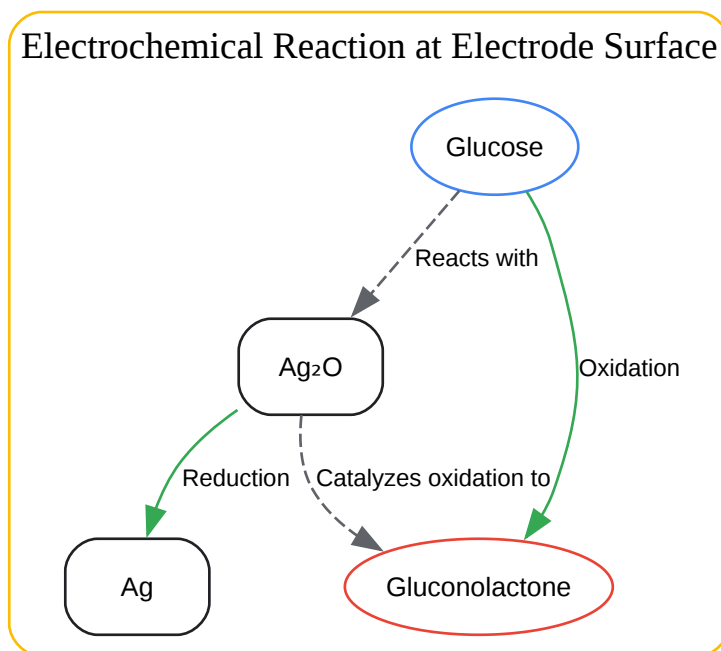 Electrochemical Reaction at Electrode Surface
Glucose
Reacts with
Ag₂O
Oxidation
Reduction
Catalyzes oxidation to
Ag
Gluconolactone